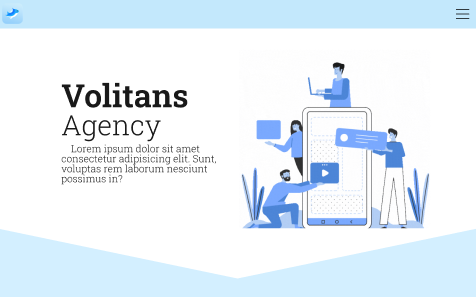 Volitans
Agency
Lorem ipsum dolor sit amet
consectetur adipisicing elit. Sunt,
voluptas rem laborum nesciunt
possimus in?